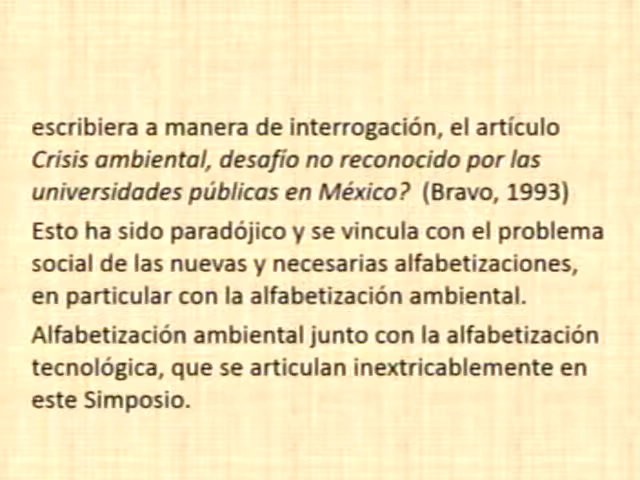 escribiera a manera de interrogación, el artículo
Crisis ambiental, desafío no reconocido por las
universidades públicas en México? (Bravo, 1993)
Esto ha sido paradójico y se vincula con el problema
social de las nuevas y necesarias alfabetizaciones,
en particular con la alfabetización ambiental.
Alfabetización ambiental junto con la alfabetización
tecnológica, que se articulan inextricablemente en
este Simposio.